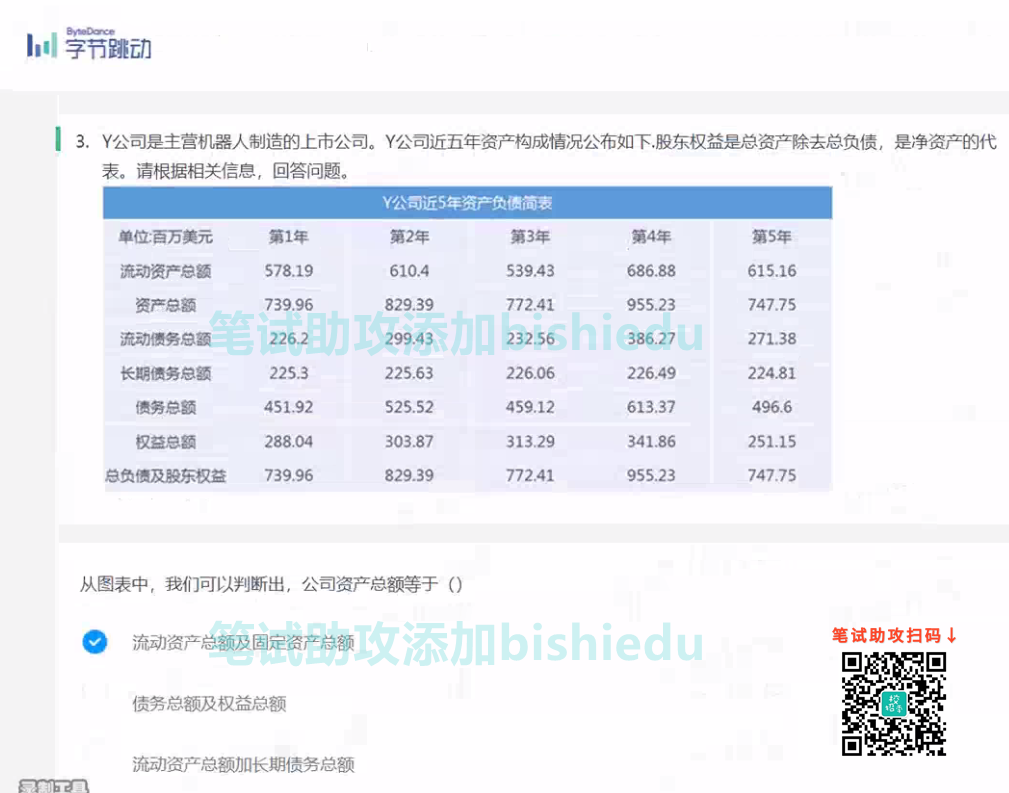 ByteDance
字节跳动
3. Y公司是主营机器人制造的上市公司。Y公司近五年资产构成情况公布如下.股东权益是总资产除去总负债，是净资产的代
表。请根据相关信息，回答问题。
Y公司近5年资产负债简表
单位:百万美元 第1年 第2年 第3年 第4年 第5年
流动资产总额 578.19 610.4 539.43 686.88 615.16
资产总额 739.96 829.39 772.41 955.23 747.75
流动债务总额 226.2 299.43 232.56 386.27 271.38
长期债务总额 225.3 225.63 226.06 226.49 224.81
债务总额 451.92 525.52 459.12 613.37 496.6
权益总额 288.04 303.87 313.29 341.86 251.15
总负债及股东权益 739.96 829.39 772.41 955.23 747.75
笔试助攻添加bishiedu
从图表中，我们可以判断出，公司资产总额等于（）
流动资产总额及固定资产总额
笔试助攻添加bishiedu
债务总额及权益总额
流动资产总额加长期债务总额
笔试助攻扫码↓
录制工具